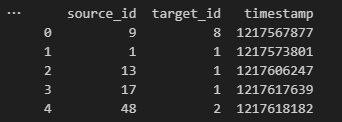 ... source_id target_id timestamp
0 9 8 1217567877
1 1 1 1217573801
2 13 1 1217606247
3 17 1 1217617639
4 48 2 1217618182